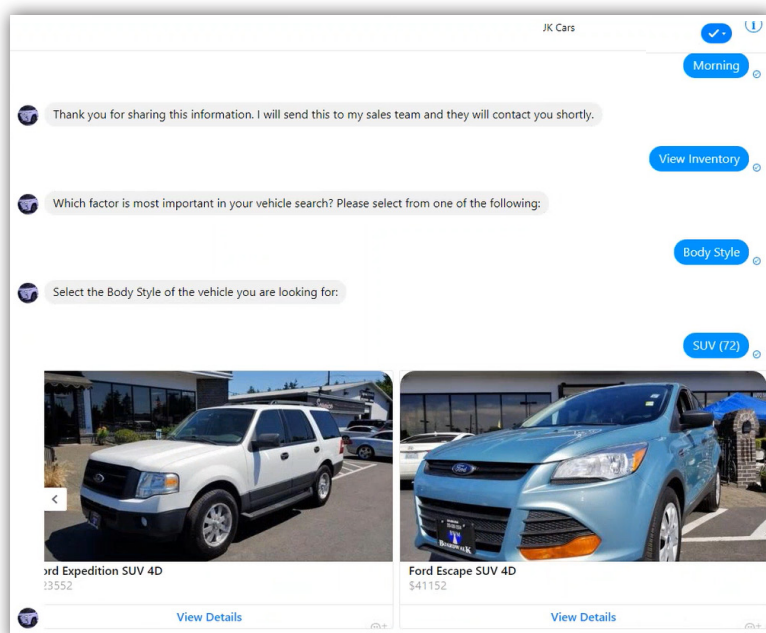 JK Cars
Morning
Thank you for sharing this information. I will send this to my sales team and they will contact you shortly.
View Inventory
Which factor is most important in your vehicle search? Please select from one of the following:
Body Style
Select the Body Style of the vehicle you are looking for:
SUV (72)
Ford
BOARDWALK
rd Expedition SUV 4D
Ford Escape SUV 4D
23552
$41152
View Details
View Details